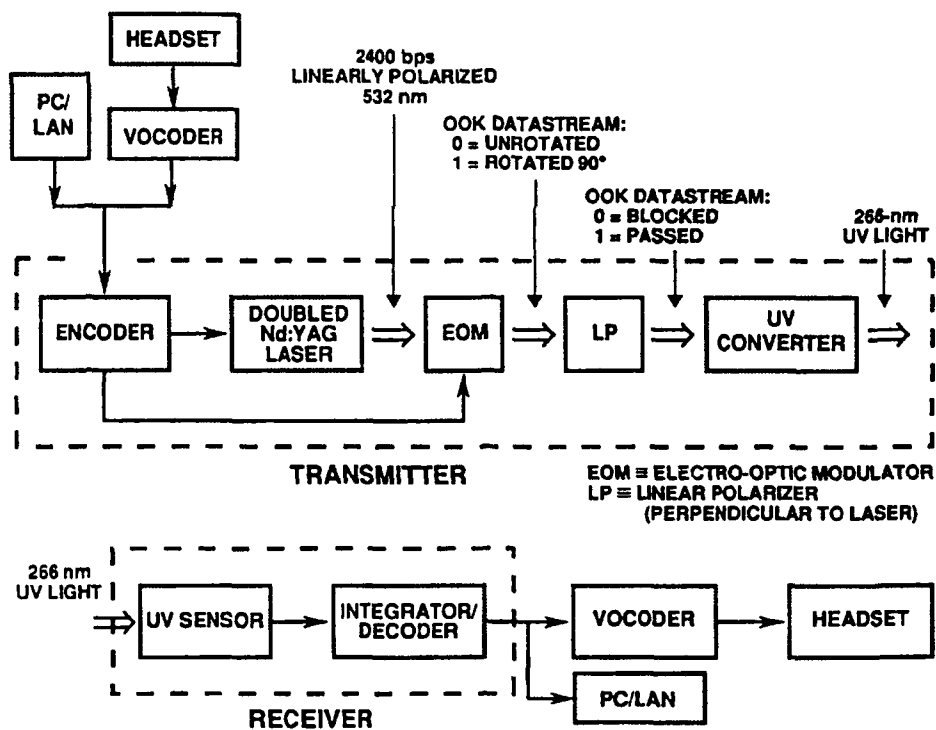 HEADSET
PC/
LAN
VOCODER
2400 bps
LINEARLY POLARIZED
532 nm
OOK DATASTREAM:
0 = UNROTATED
1 = ROTATED 90°
OOK DATASTREAM:
0 = BLOCKED
1 = PASSED
266-nm
UV LIGHT
ENCODER
DOUBLED
Nd:YAG
LASER
EOM
LP
UV
CONVERTER
TRANSMITTER
EOM ≡ ELECTRO-OPTIC MODULATOR
LP ≡ LINEAR POLARIZER
(PERPENDICULAR TO LASER)
266 nm
UV LIGHT
UV SENSOR
INTEGRATOR/
DECODER
VOCODER
HEADSET
PC/LAN
RECEIVER